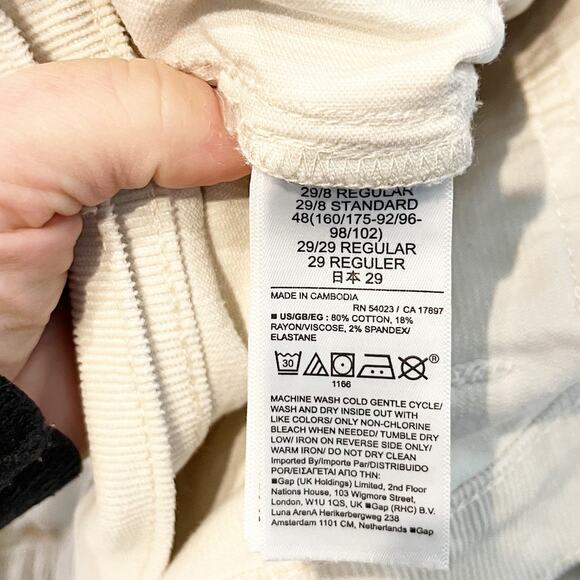 29/8 REGULAR
29/8 STANDARD
48(160/175-92/96-
98/102)
29/29 REGULAR
29 REGULER
日本 29
MADE IN CAMBODIA
RN 54023 / CA 17897
■ US/GB/EG: 80% COTTON, 18%
RAYON/VISCOSE, 2% SPANDEX/
ELASTANE
30
®
1166
MACHINE WASH COLD GENTLE CYCLE/
WASH AND DRY INSIDE OUT WITH
LIKE COLORS/ ONLY NON-CHLORINE
BLEACH WHEN NEEDED/ TUMBLE DRY
LOW/ IRON ON REVERSE SIDE ONLY/
WARM IRON/ DO NOT DRY CLEAN
Imported By/Importe Par/DISTRIBUIDO
POR/ΕΙΣΑΓΕΤΑΙ ΑΠΟ :
■Gap (UK Holdings) Limited, 2nd Floor
Nations House, 103 Wigmore Street,
London, W1U 1QS, UK ■Gap (RHC) B.V.
Luna ArenA Herikerbergweg 238
Amsterdam 1101 CM, Netherlands ■Gap